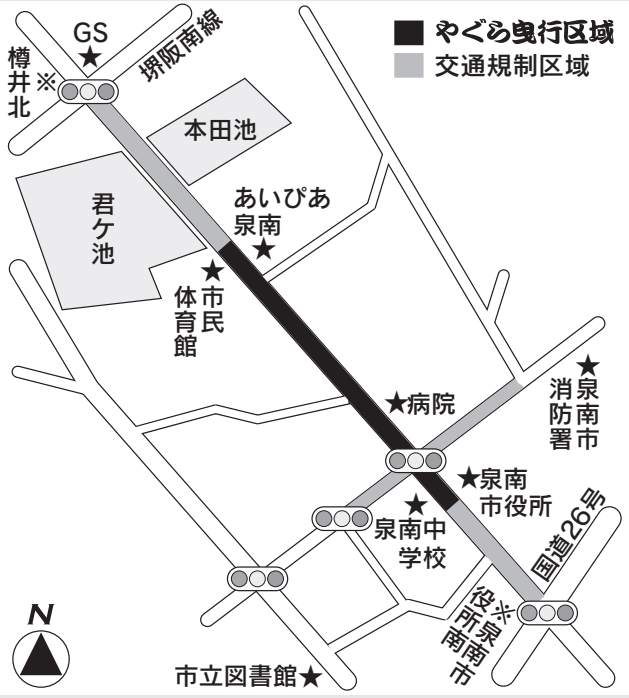 やぐら曳行区域
交通規制区域
GS
堺阪南線
樽井北
※
本田池
君ケ池
あいぴあ
泉南
市民
体育館
病院
泉南市
消防署
泉南
市役所
泉南中
学校
国道26号
※泉南市
役所南
市立図書館
N